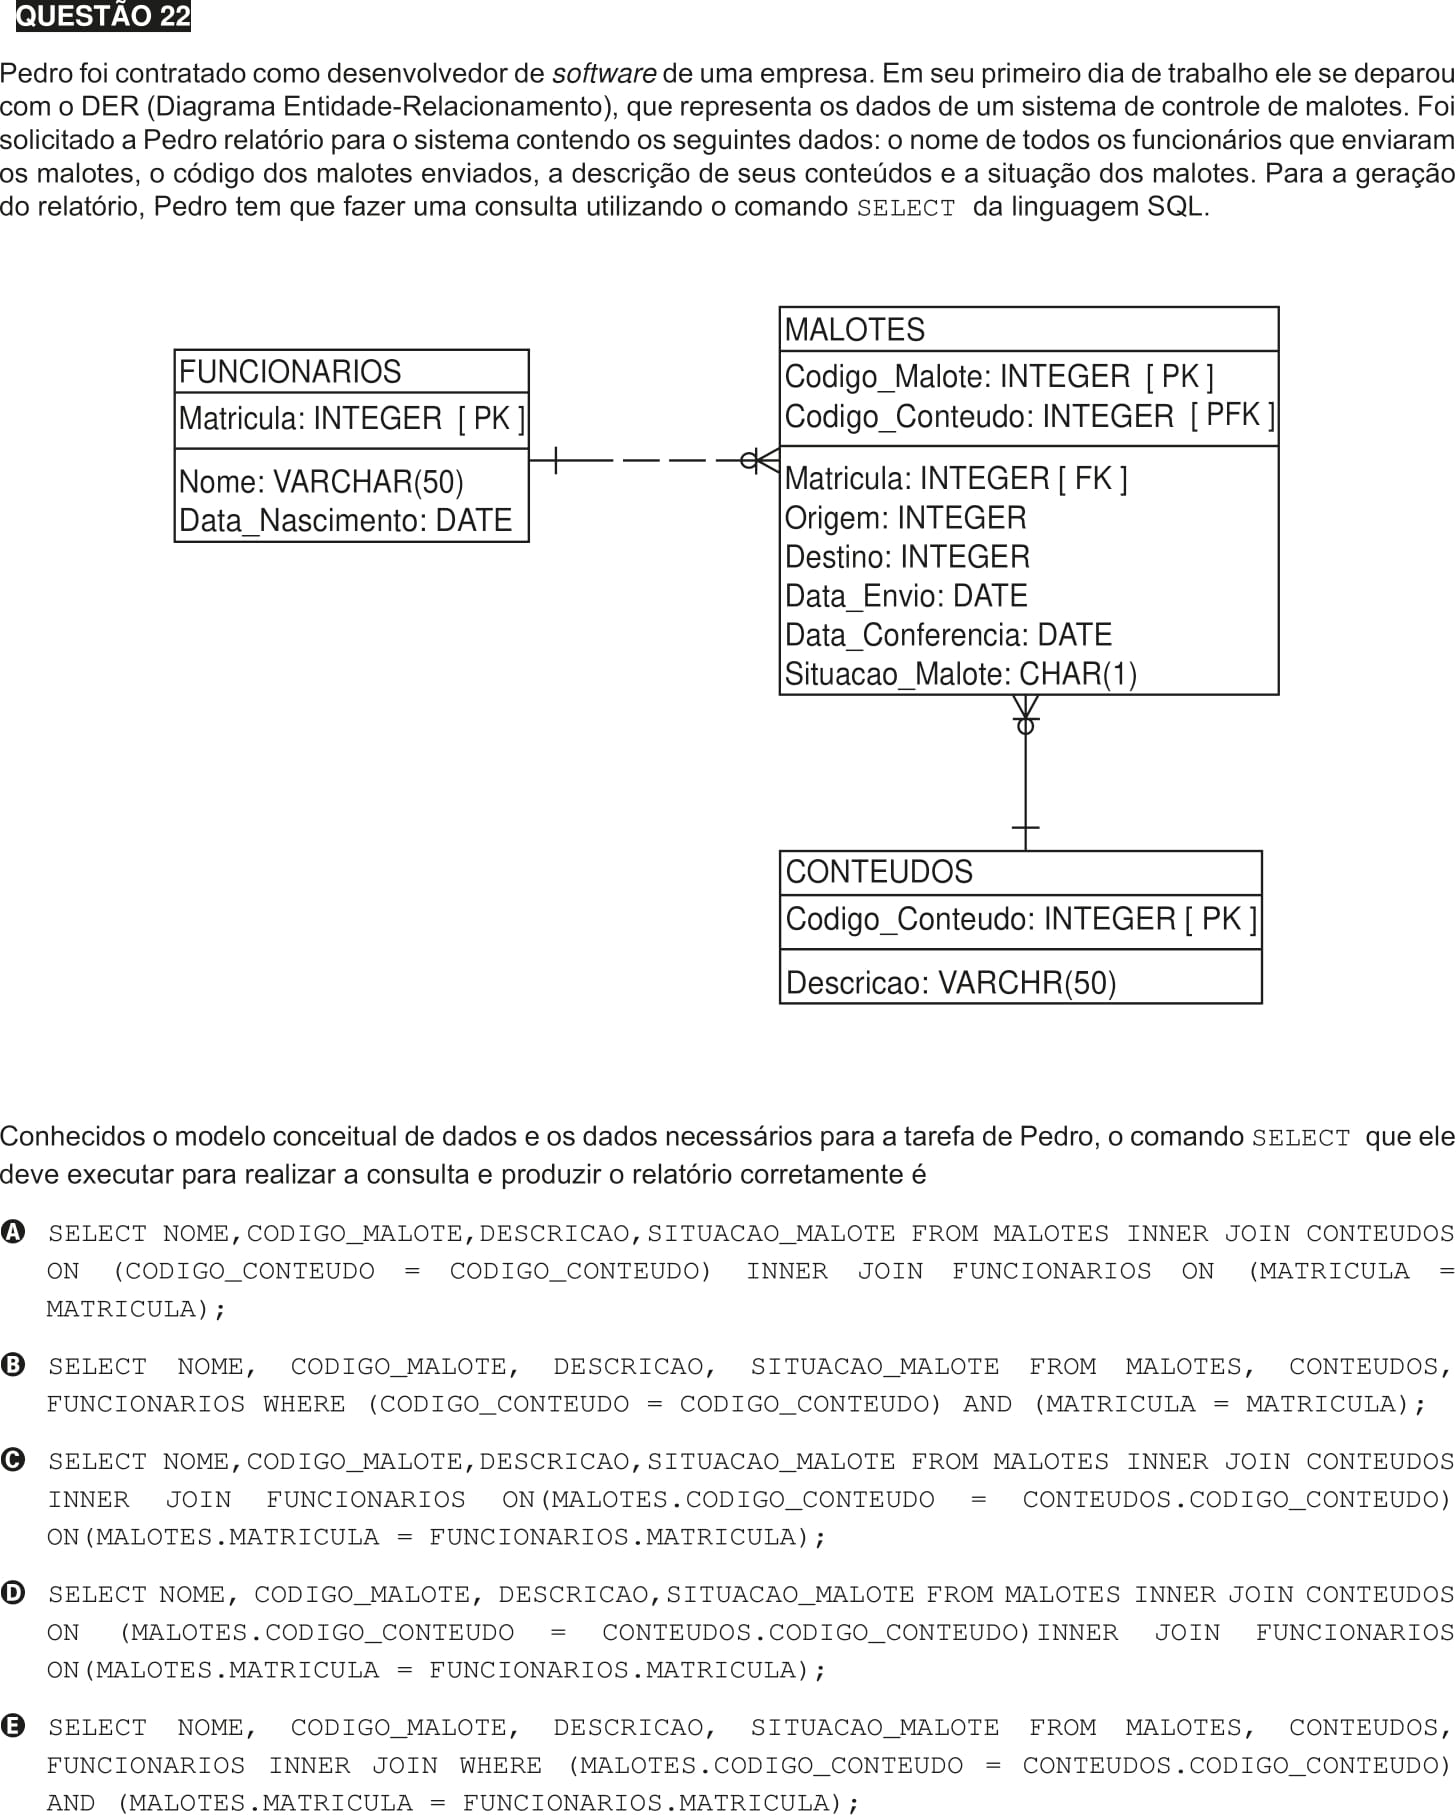 QUESTÃO 22
Pedro foi contratado como desenvolvedor de software de uma empresa. Em seu primeiro dia de trabalho ele se deparou
com o DER (Diagrama Entidade-Relacionamento), que representa os dados de um sistema de controle de malotes. Foi
solicitado a Pedro relatório para o sistema contendo os seguintes dados: o nome de todos os funcionários que enviaram
os malotes, o código dos malotes enviados, a descrição de seus conteúdos e a situação dos malotes. Para a geração
do relatório, Pedro tem que fazer uma consulta utilizando o comando SELECT da linguagem SQL.
FUNCIONARIOS
Matricula: INTEGER [ PK ]
Nome: VARCHAR(50)
Data_Nascimento: DATE
MALOTES
Codigo_Malote: INTEGER [ PK ]
Codigo_Conteudo: INTEGER [ PFK ]
Matricula: INTEGER [ FK ]
Origem: INTEGER
Destino: INTEGER
Data_Envio: DATE
Data_Conferencia: DATE
Situacao_Malote: CHAR(1)
CONTEUDOS
Codigo_Conteudo: INTEGER [ PK ]
Descricao: VARCHR(50)
Conhecidos o modelo conceitual de dados e os dados necessários para a tarefa de Pedro, o comando SELECT que ele
deve executar para realizar a consulta e produzir o relatório corretamente é
A SELECT NOME,CODIGO_MALOTE,DESCRICAO,SITUACAO_MALOTE FROM MALOTES INNER JOIN CONTEUDOS
ON (CODIGO_CONTEUDO = CODIGO_CONTEUDO) INNER JOIN FUNCIONARIOS ON (MATRICULA =
MATRICULA);
B SELECT NOME, CODIGO_MALOTE, DESCRICAO, SITUACAO_MALOTE FROM MALOTES, CONTEUDOS,
FUNCIONARIOS WHERE (CODIGO_CONTEUDO = CODIGO_CONTEUDO) AND (MATRICULA = MATRICULA);
C SELECT NOME,CODIGO_MALOTE,DESCRICAO,SITUACAO_MALOTE FROM MALOTES INNER JOIN CONTEUDOS
INNER JOIN FUNCIONARIOS ON(MALOTES.CODIGO_CONTEUDO = CONTEUDOS.CODIGO_CONTEUDO)
ON(MALOTES.MATRICULA = FUNCIONARIOS.MATRICULA);
D SELECT NOME, CODIGO_MALOTE, DESCRICAO,SITUACAO_MALOTE FROM MALOTES INNER JOIN CONTEUDOS
ON (MALOTES.CODIGO_CONTEUDO = CONTEUDOS.CODIGO_CONTEUDO)INNER JOIN FUNCIONARIOS
ON(MALOTES.MATRICULA = FUNCIONARIOS.MATRICULA);
E SELECT NOME, CODIGO_MALOTE, DESCRICAO, SITUACAO_MALOTE FROM MALOTES, CONTEUDOS,
FUNCIONARIOS INNER JOIN WHERE (MALOTES.CODIGO_CONTEUDO = CONTEUDOS.CODIGO_CONTEUDO)
AND (MALOTES.MATRICULA = FUNCIONARIOS.MATRICULA);